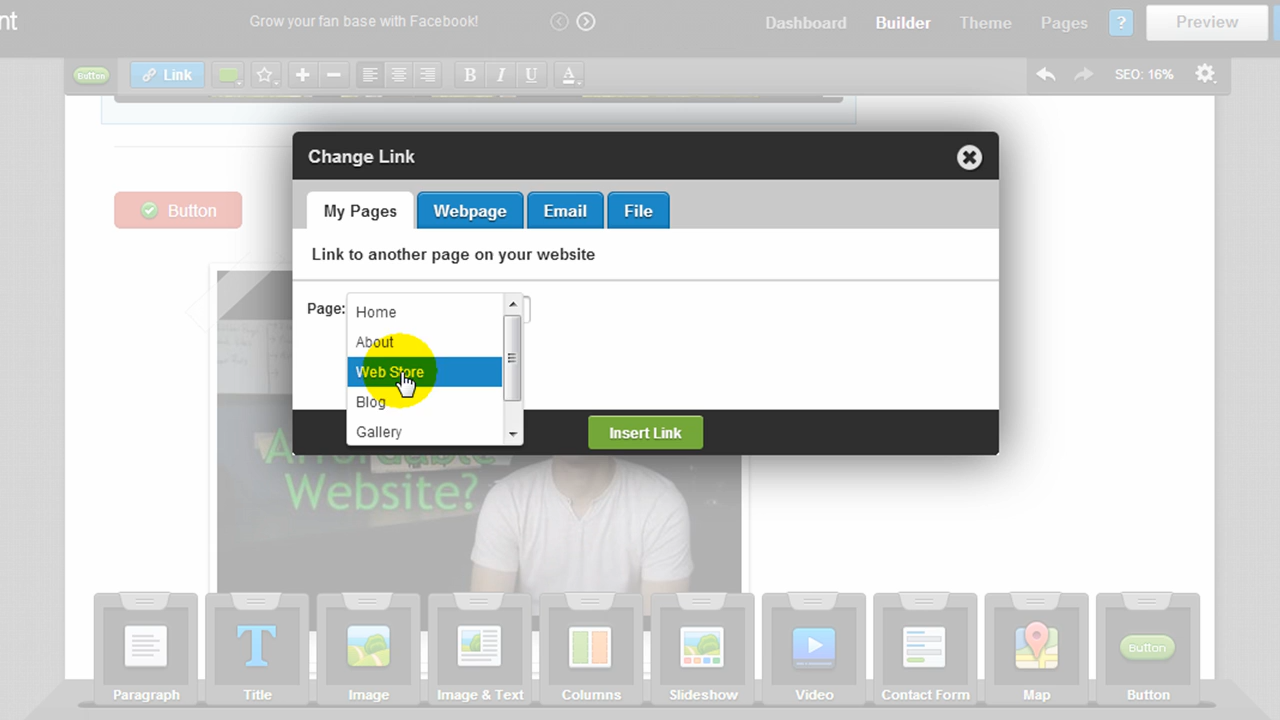 nt
Grow your fan base with Facebook!
Dashboard
Builder
Theme
Pages
?
Preview
Button
Link
B
I
U
A
SEO: 16%
Change Link
My Pages
Webpage
Email
File
Link to another page on your website
Page:
Home
About
Web Store
Blog
Gallery
Insert Link
Button
Affordable
Website?
Paragraph
T
Title
Image
Image & Text
Columns
Slideshow
Video
Contact Form
Map
Button
Button